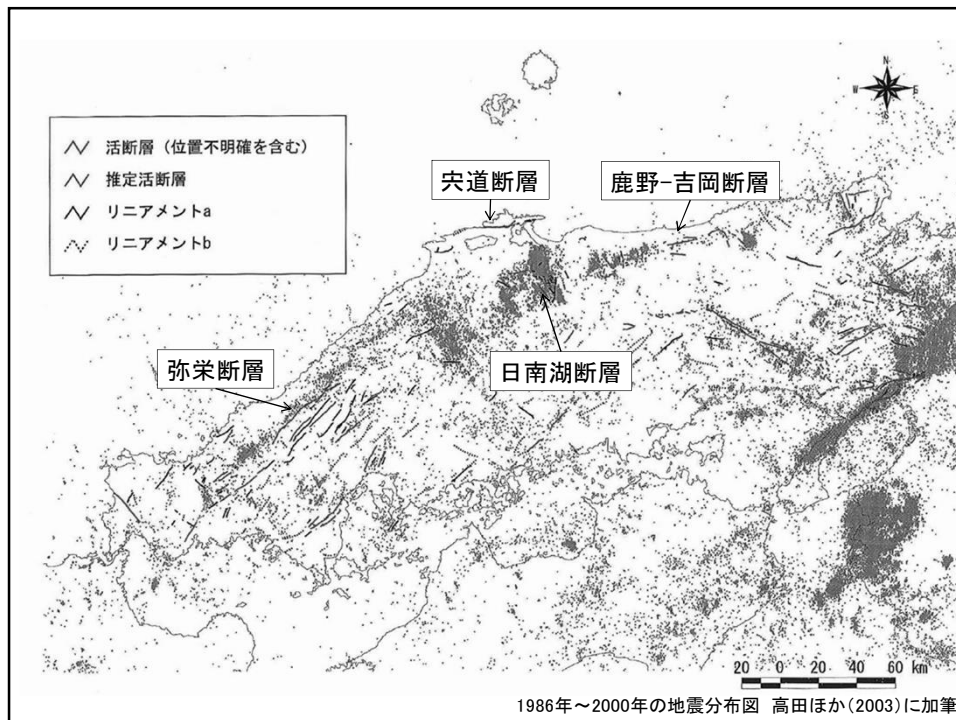 N
W E
S
活断層（位置不明確を含む）
推定活断層
リニアメントa
リニアメントb
宍道断層
鹿野-吉岡断層
弥栄断層
日南湖断層
20 0 20 40 60 km
1986年～2000年の地震分布図 高田ほか(2003)に加筆